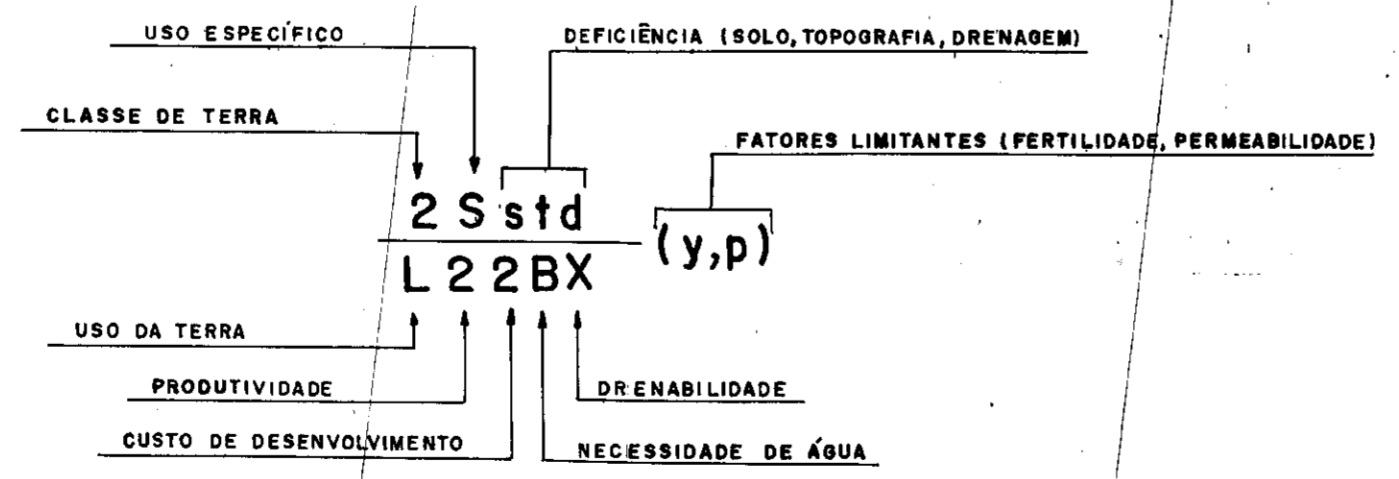 USO ESPECÍFICO
DEFICIÊNCIA (SOLO, TOPOGRAFIA, DRENAGEM)
CLASSE DE TERRA
FATORES LIMITANTES (FERTILIDADE, PERMEABILIDADE)
2 S std
(y,p)
L 2 2 B X
USO DA TERRA
PRODUTIVIDADE
DRENABILIDADE
CUSTO DE DESENVOLVIMENTO
NECESSIDADE DE ÁGUA